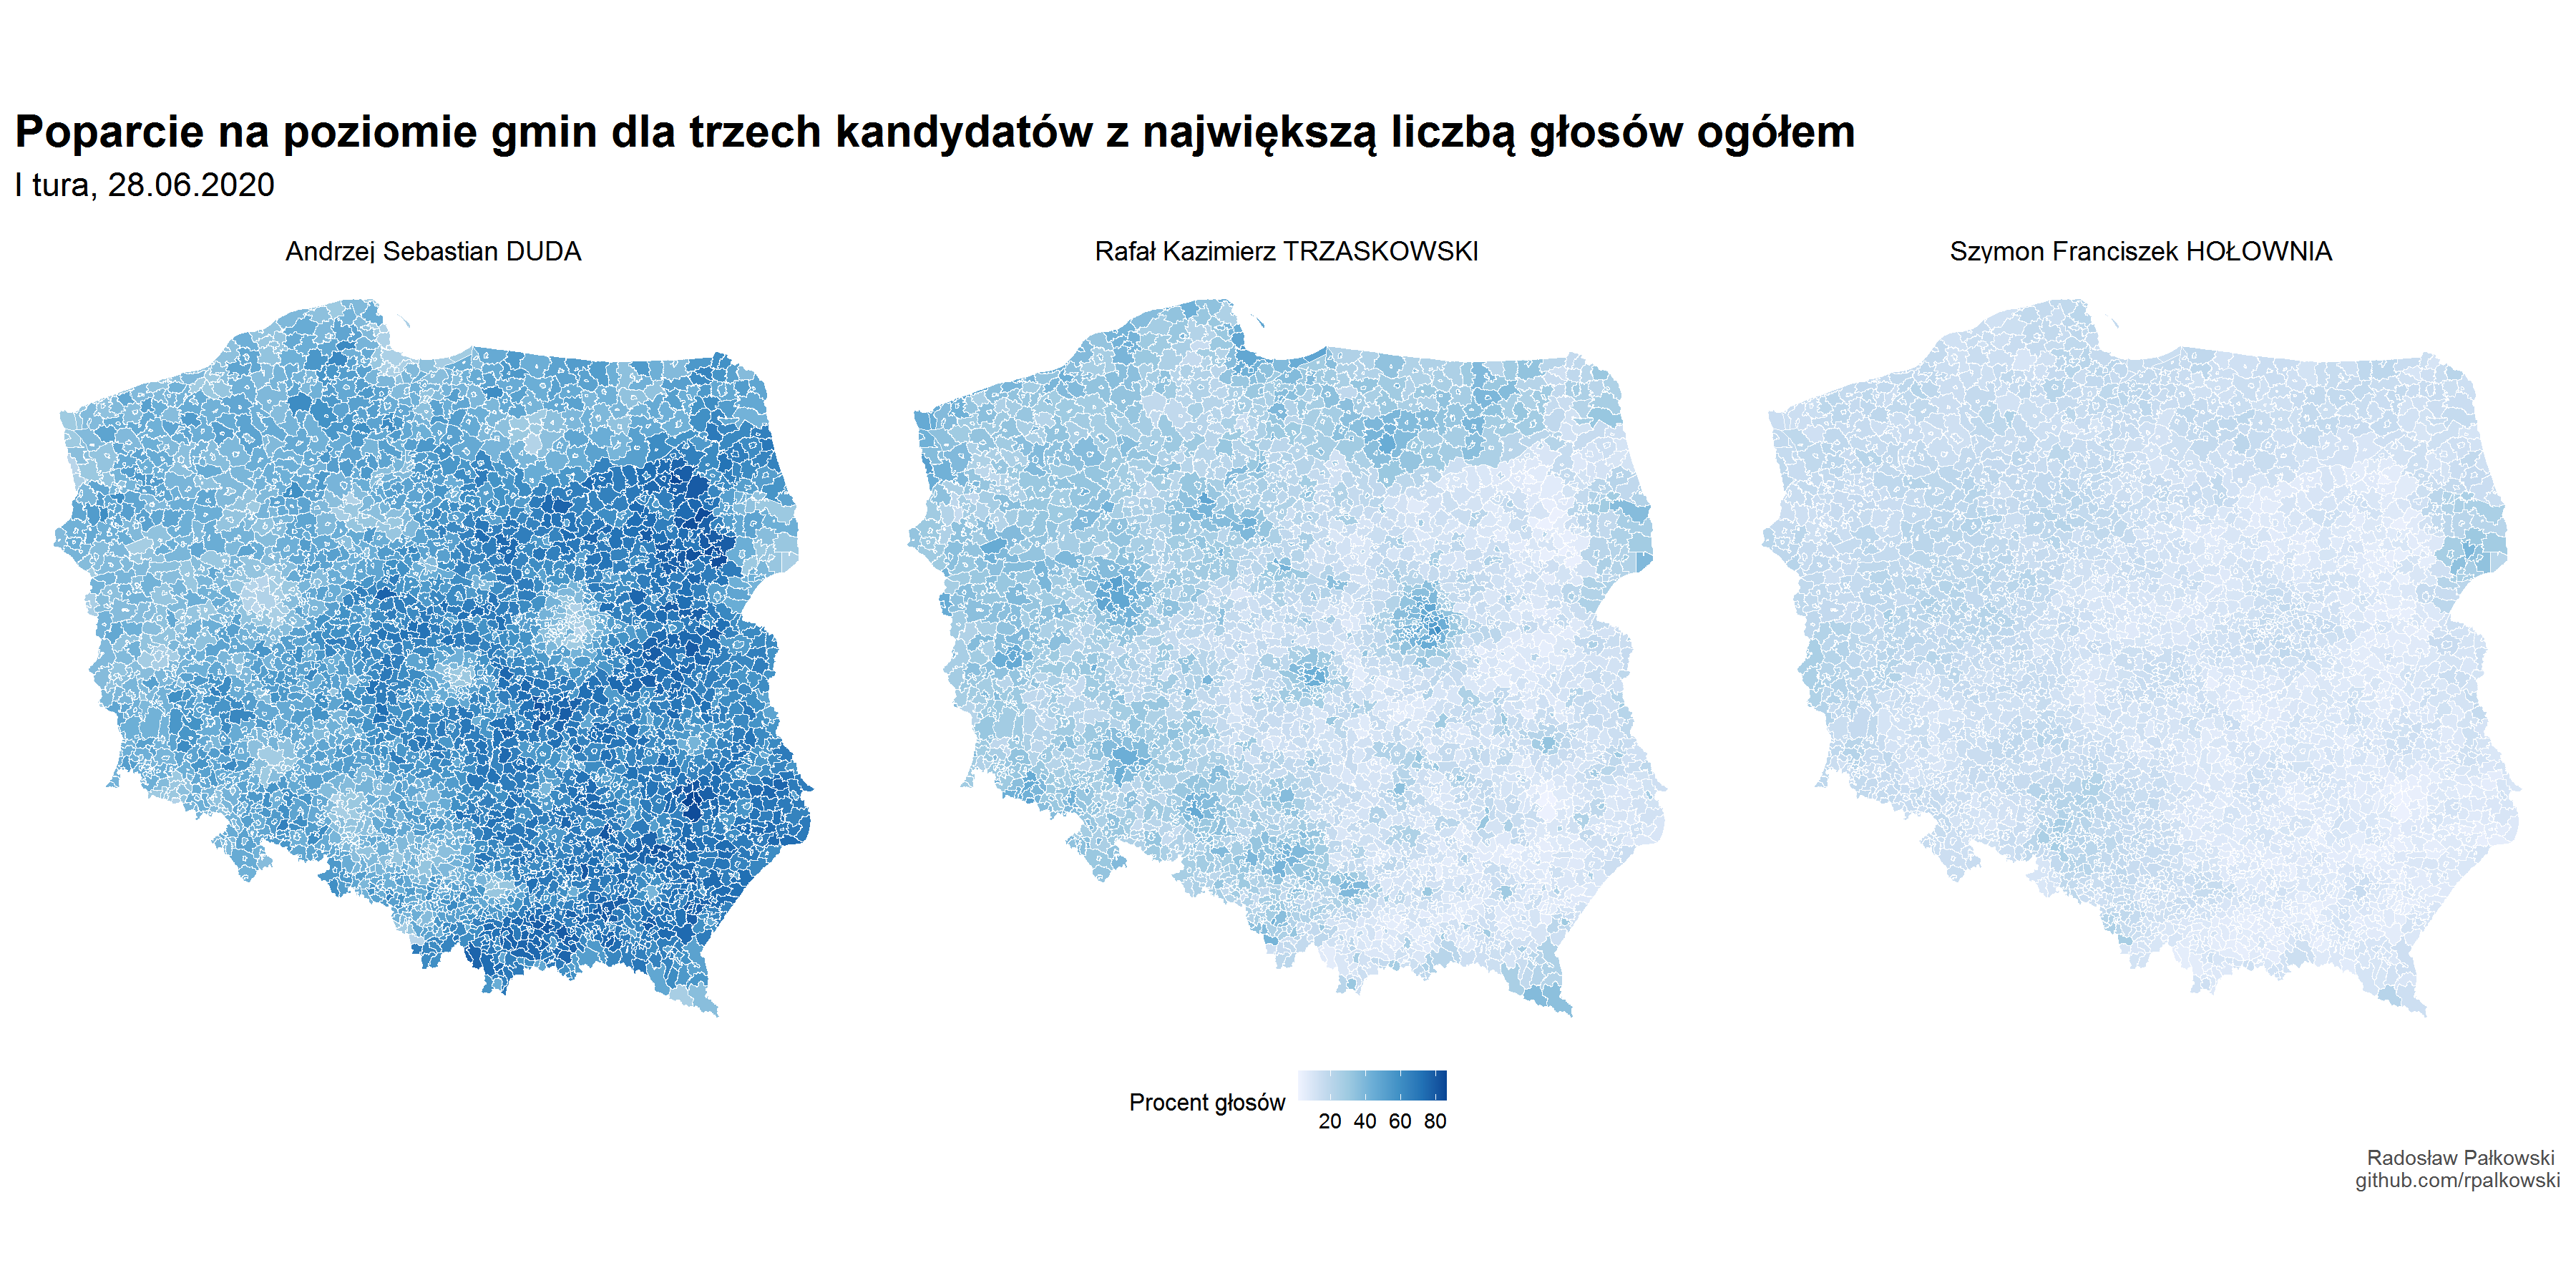 Poparcie na poziomie gmin dla trzech kandydatów z największą liczbą głosów ogółem
I tura, 28.06.2020
Andrzej Sebastian DUDA
Rafał Kazimierz TRZASKOWSKI
Szymon Franciszek HOŁOWNIA
Procent głosów
20 40 60 80
Radosław Pałkowski
github.com/rpalkowski